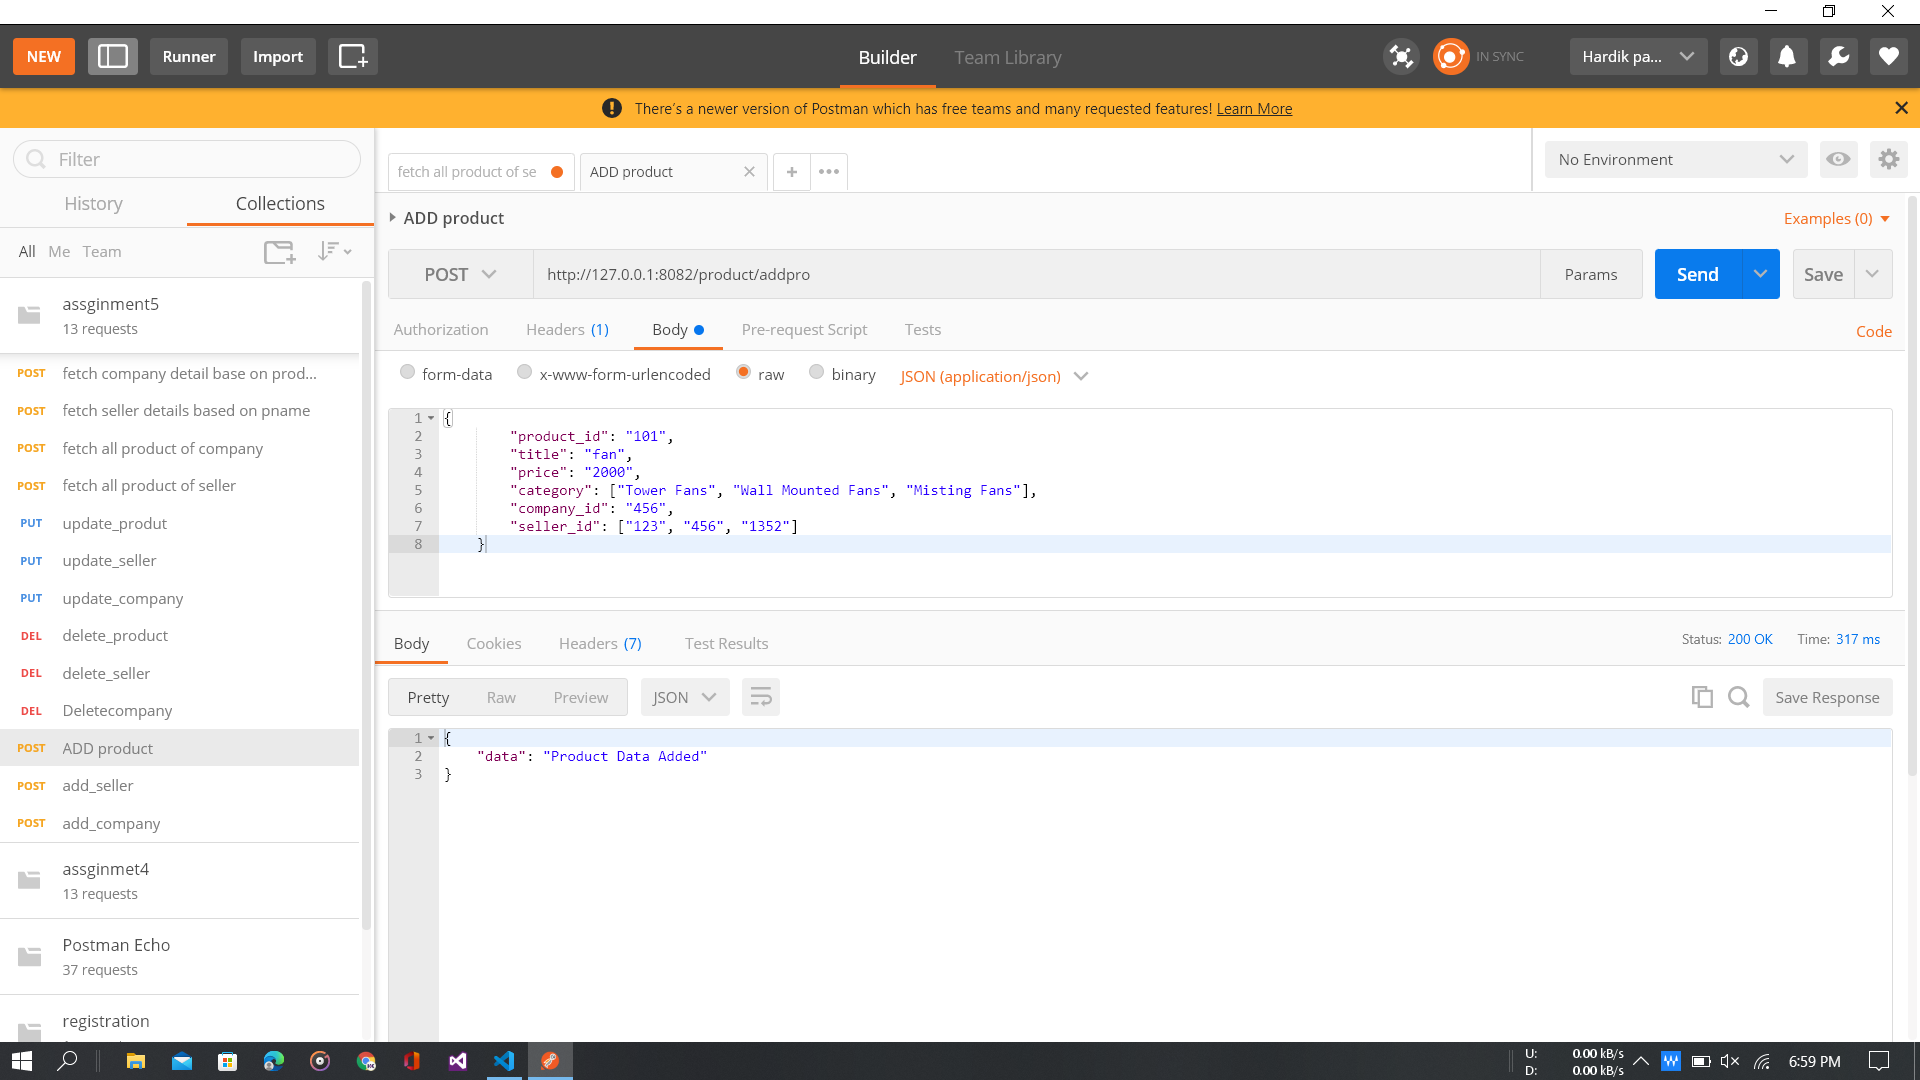 NEW Runner Import Builder Team Library IN SYNC Hardik pa...
There's a newer version of Postman which has free teams and many requested features! Learn More
Filter
History Collections
All Me Team
assginment5
13 requests
POST fetch company detail base on prod...
POST fetch seller details based on pname
POST fetch all product of company
POST fetch all product of seller
PUT update_produt
PUT update_seller
PUT update_company
DEL delete_product
DEL delete_seller
DEL Deletecompany
POST ADD product
POST add_seller
POST add_company
assginmet4
13 requests
Postman Echo
37 requests
registration
fetch all product of se ADD product
No Environment
ADD product
Examples (0)
POST http://127.0.0.1:8082/product/addpro Params Send Save
Authorization Headers (1) Body Pre-request Script Tests Code
form-data x-www-form-urlencoded raw binary JSON (application/json)
1 {
2 "product_id": "101",
3 "title": "fan",
4 "price": "2000",
5 "category": ["Tower Fans", "Wall Mounted Fans", "Misting Fans"],
6 "company_id": "456",
7 "seller_id": ["123", "456", "1352"]
8 }
Body Cookies Headers (7) Test Results Status: 200 OK Time: 317 ms
Pretty Raw Preview JSON Save Response
1 {
2 "data": "Product Data Added"
3 }
U: 0.00 kB/s
D: 0.00 kB/s
6:59 PM